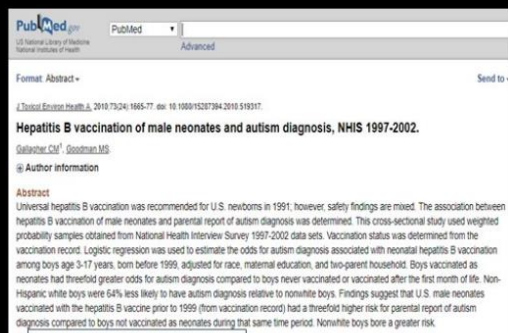 PubMed.gov
US National Library of Medicine
National Institutes of Health
PubMed
Advanced
Format: Abstract
Send to
J Toxicol Environ Health A. 2010;73(24):1665-77. doi: 10.1080/15287394.2010.519317.
Hepatitis B vaccination of male neonates and autism diagnosis, NHIS 1997-2002.
Gallagher CM1, Goodman MS.
Author information
Abstract
Universal hepatitis B vaccination was recommended for U.S. newborns in 1991; however, safety findings are mixed. The association between
hepatitis B vaccination of male neonates and parental report of autism diagnosis was determined. This cross-sectional study used weighted
probability samples obtained from National Health Interview Survey 1997-2002 data sets. Vaccination status was determined from the
vaccination record. Logistic regression was used to estimate the odds for autism diagnosis associated with neonatal hepatitis B vaccination
among boys age 3-17 years, born before 1999, adjusted for race, maternal education, and two-parent household. Boys vaccinated as
neonates had threefold greater odds for autism diagnosis compared to boys never vaccinated or vaccinated after the first month of life. Non-
Hispanic white boys were 64% less likely to have autism diagnosis relative to nonwhite boys. Findings suggest that U.S. male neonates
vaccinated with the hepatitis B vaccine prior to 1999 (from vaccination record) had a threefold higher risk for parental report of autism
diagnosis compared to boys not vaccinated as neonates during that same time period. Nonwhite boys bore a greater risk.